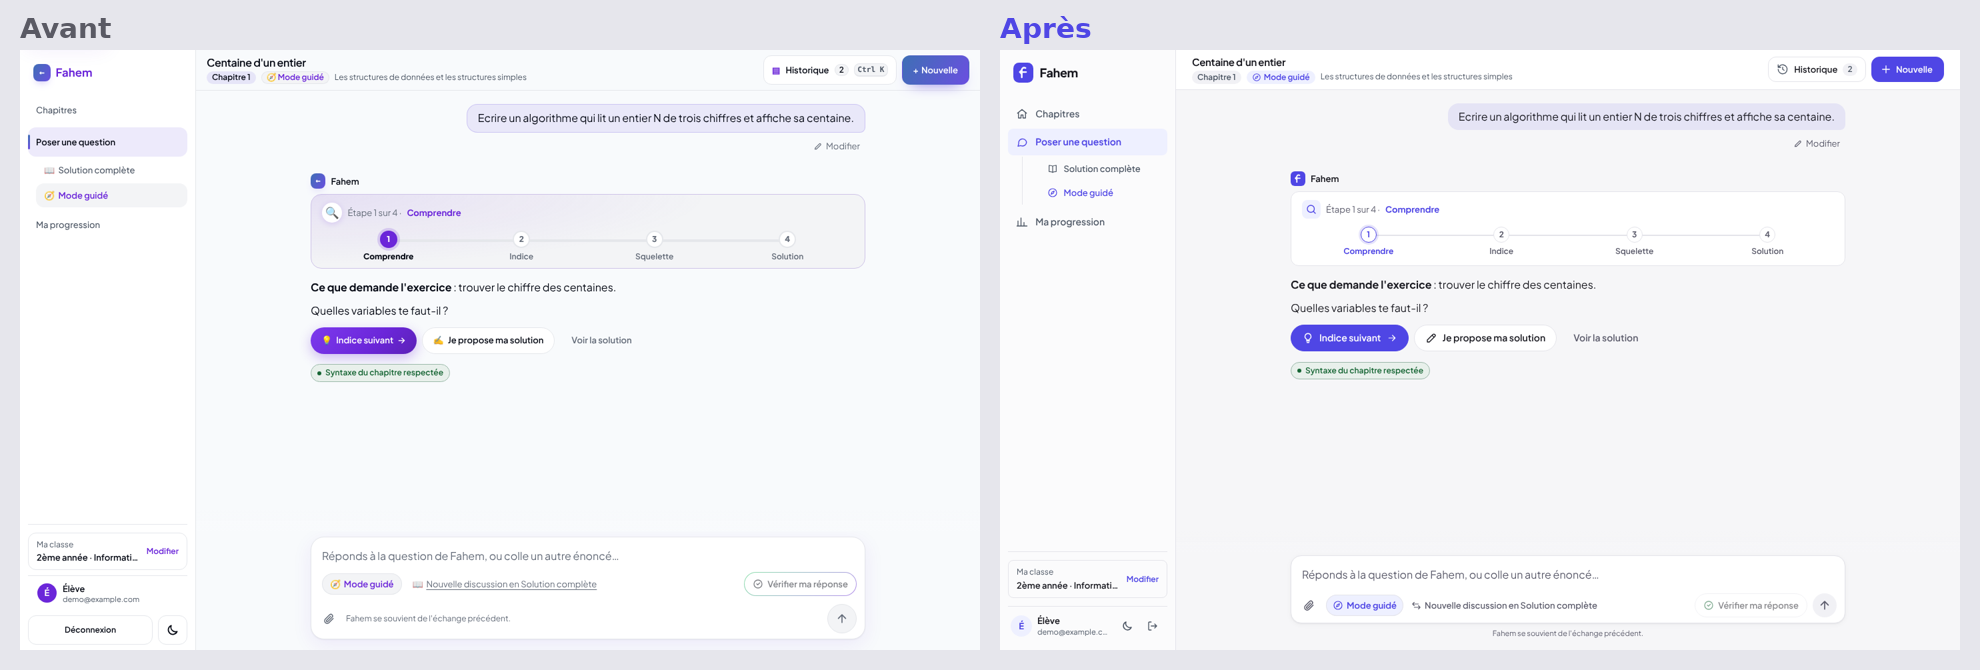 Avant
Fahem
Chapitres
Poser une question
Solution complète
Mode guidé
Ma progression
Ma classe
2ème année · Informati...
Modifier
É
Élève
demo@example.com
Déconnexion
Centaine d'un entier
Chapitre 1
Mode guidé
Les structures de données et les structures simples
Historique 2 Ctrl K
+ Nouvelle
Ecrire un algorithme qui lit un entier N de trois chiffres et affiche sa centaine.
Modifier
Fahem
Étape 1 sur 4 · Comprendre
1 2 3 4
Comprendre Indice Squelette Solution
Ce que demande l'exercice : trouver le chiffre des centaines.
Quelles variables te faut-il ?
Indice suivant →
Je propose ma solution
Voir la solution
Syntaxe du chapitre respectée
Réponds à la question de Fahem, ou colle un autre énoncé...
Mode guidé
Nouvelle discussion en Solution complète
Vérifier ma réponse
Fahem se souvient de l'échange précédent.
Après
Fahem
Chapitres
Poser une question
Solution complète
Mode guidé
Ma progression
Ma classe
2ème année · Informati...
Modifier
É
Élève
demo@example.c...
Centaine d'un entier
Chapitre 1
Mode guidé
Les structures de données et les structures simples
Historique 2
+ Nouvelle
Ecrire un algorithme qui lit un entier N de trois chiffres et affiche sa centaine.
Modifier
Fahem
Étape 1 sur 4 · Comprendre
1 2 3 4
Comprendre Indice Squelette Solution
Ce que demande l'exercice : trouver le chiffre des centaines.
Quelles variables te faut-il ?
Indice suivant →
Je propose ma solution
Voir la solution
Syntaxe du chapitre respectée
Réponds à la question de Fahem, ou colle un autre énoncé...
Mode guidé
Nouvelle discussion en Solution complète
Vérifier ma réponse
Fahem se souvient de l'échange précédent.